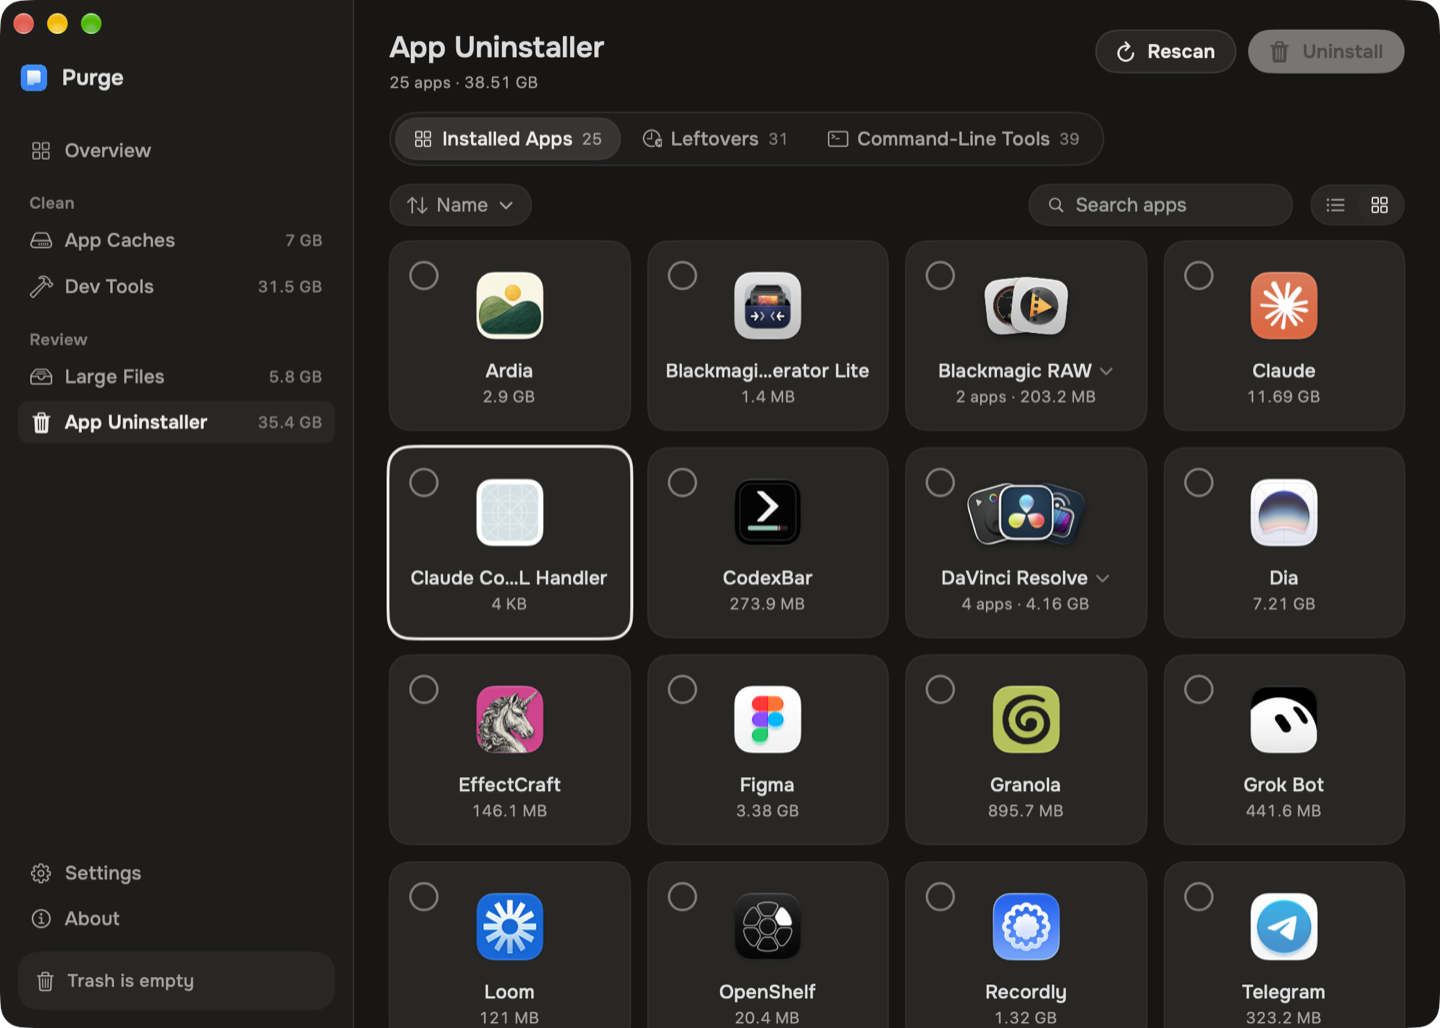 Purge
Overview
Clean
App Caches 7 GB
Dev Tools 31.5 GB
Review
Large Files 5.8 GB
App Uninstaller 35.4 GB
Settings
About
Trash is empty
App Uninstaller
25 apps · 38.51 GB
Rescan
Uninstall
Installed Apps 25
Leftovers 31
Command-Line Tools 39
Name
Search apps
Ardia
2.9 GB
Blackmagi...erator Lite
1.4 MB
Blackmagic RAW
2 apps · 203.2 MB
Claude
11.69 GB
Claude Co...L Handler
4 KB
CodexBar
273.9 MB
DaVinci Resolve
4 apps · 4.16 GB
Dia
7.21 GB
EffectCraft
146.1 MB
Figma
3.38 GB
Granola
895.7 MB
Grok Bot
441.6 MB
Loom
121 MB
OpenShelf
20.4 MB
Recordly
1.32 GB
Telegram
323.2 MB